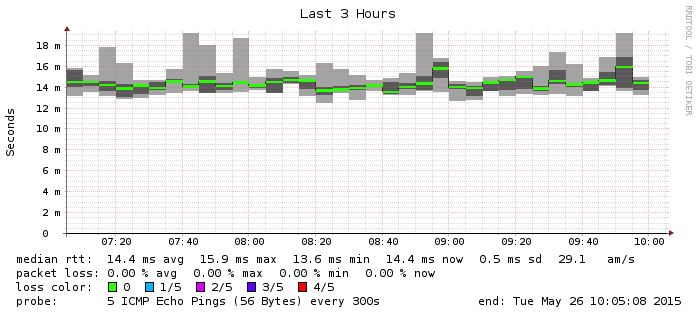 Last 3 Hours
RRDTOOL / TOBI OETIKER
Seconds
18 m
16 m
14 m
12 m
10 m
8 m
6 m
4 m
2 m
0
07:20 07:40 08:00 08:20 08:40 09:00 09:20 09:40 10:00
median rtt: 14.4 ms avg 15.9 ms max 13.6 ms min 14.4 ms now 0.5 ms sd 29.1 am/s
packet loss: 0.00 % avg 0.00 % max 0.00 % min 0.00 % now
loss color: 0 1/5 2/5 3/5 4/5
probe: 5 ICMP Echo Pings (56 Bytes) every 300s end: Tue May 26 10:05:08 2015